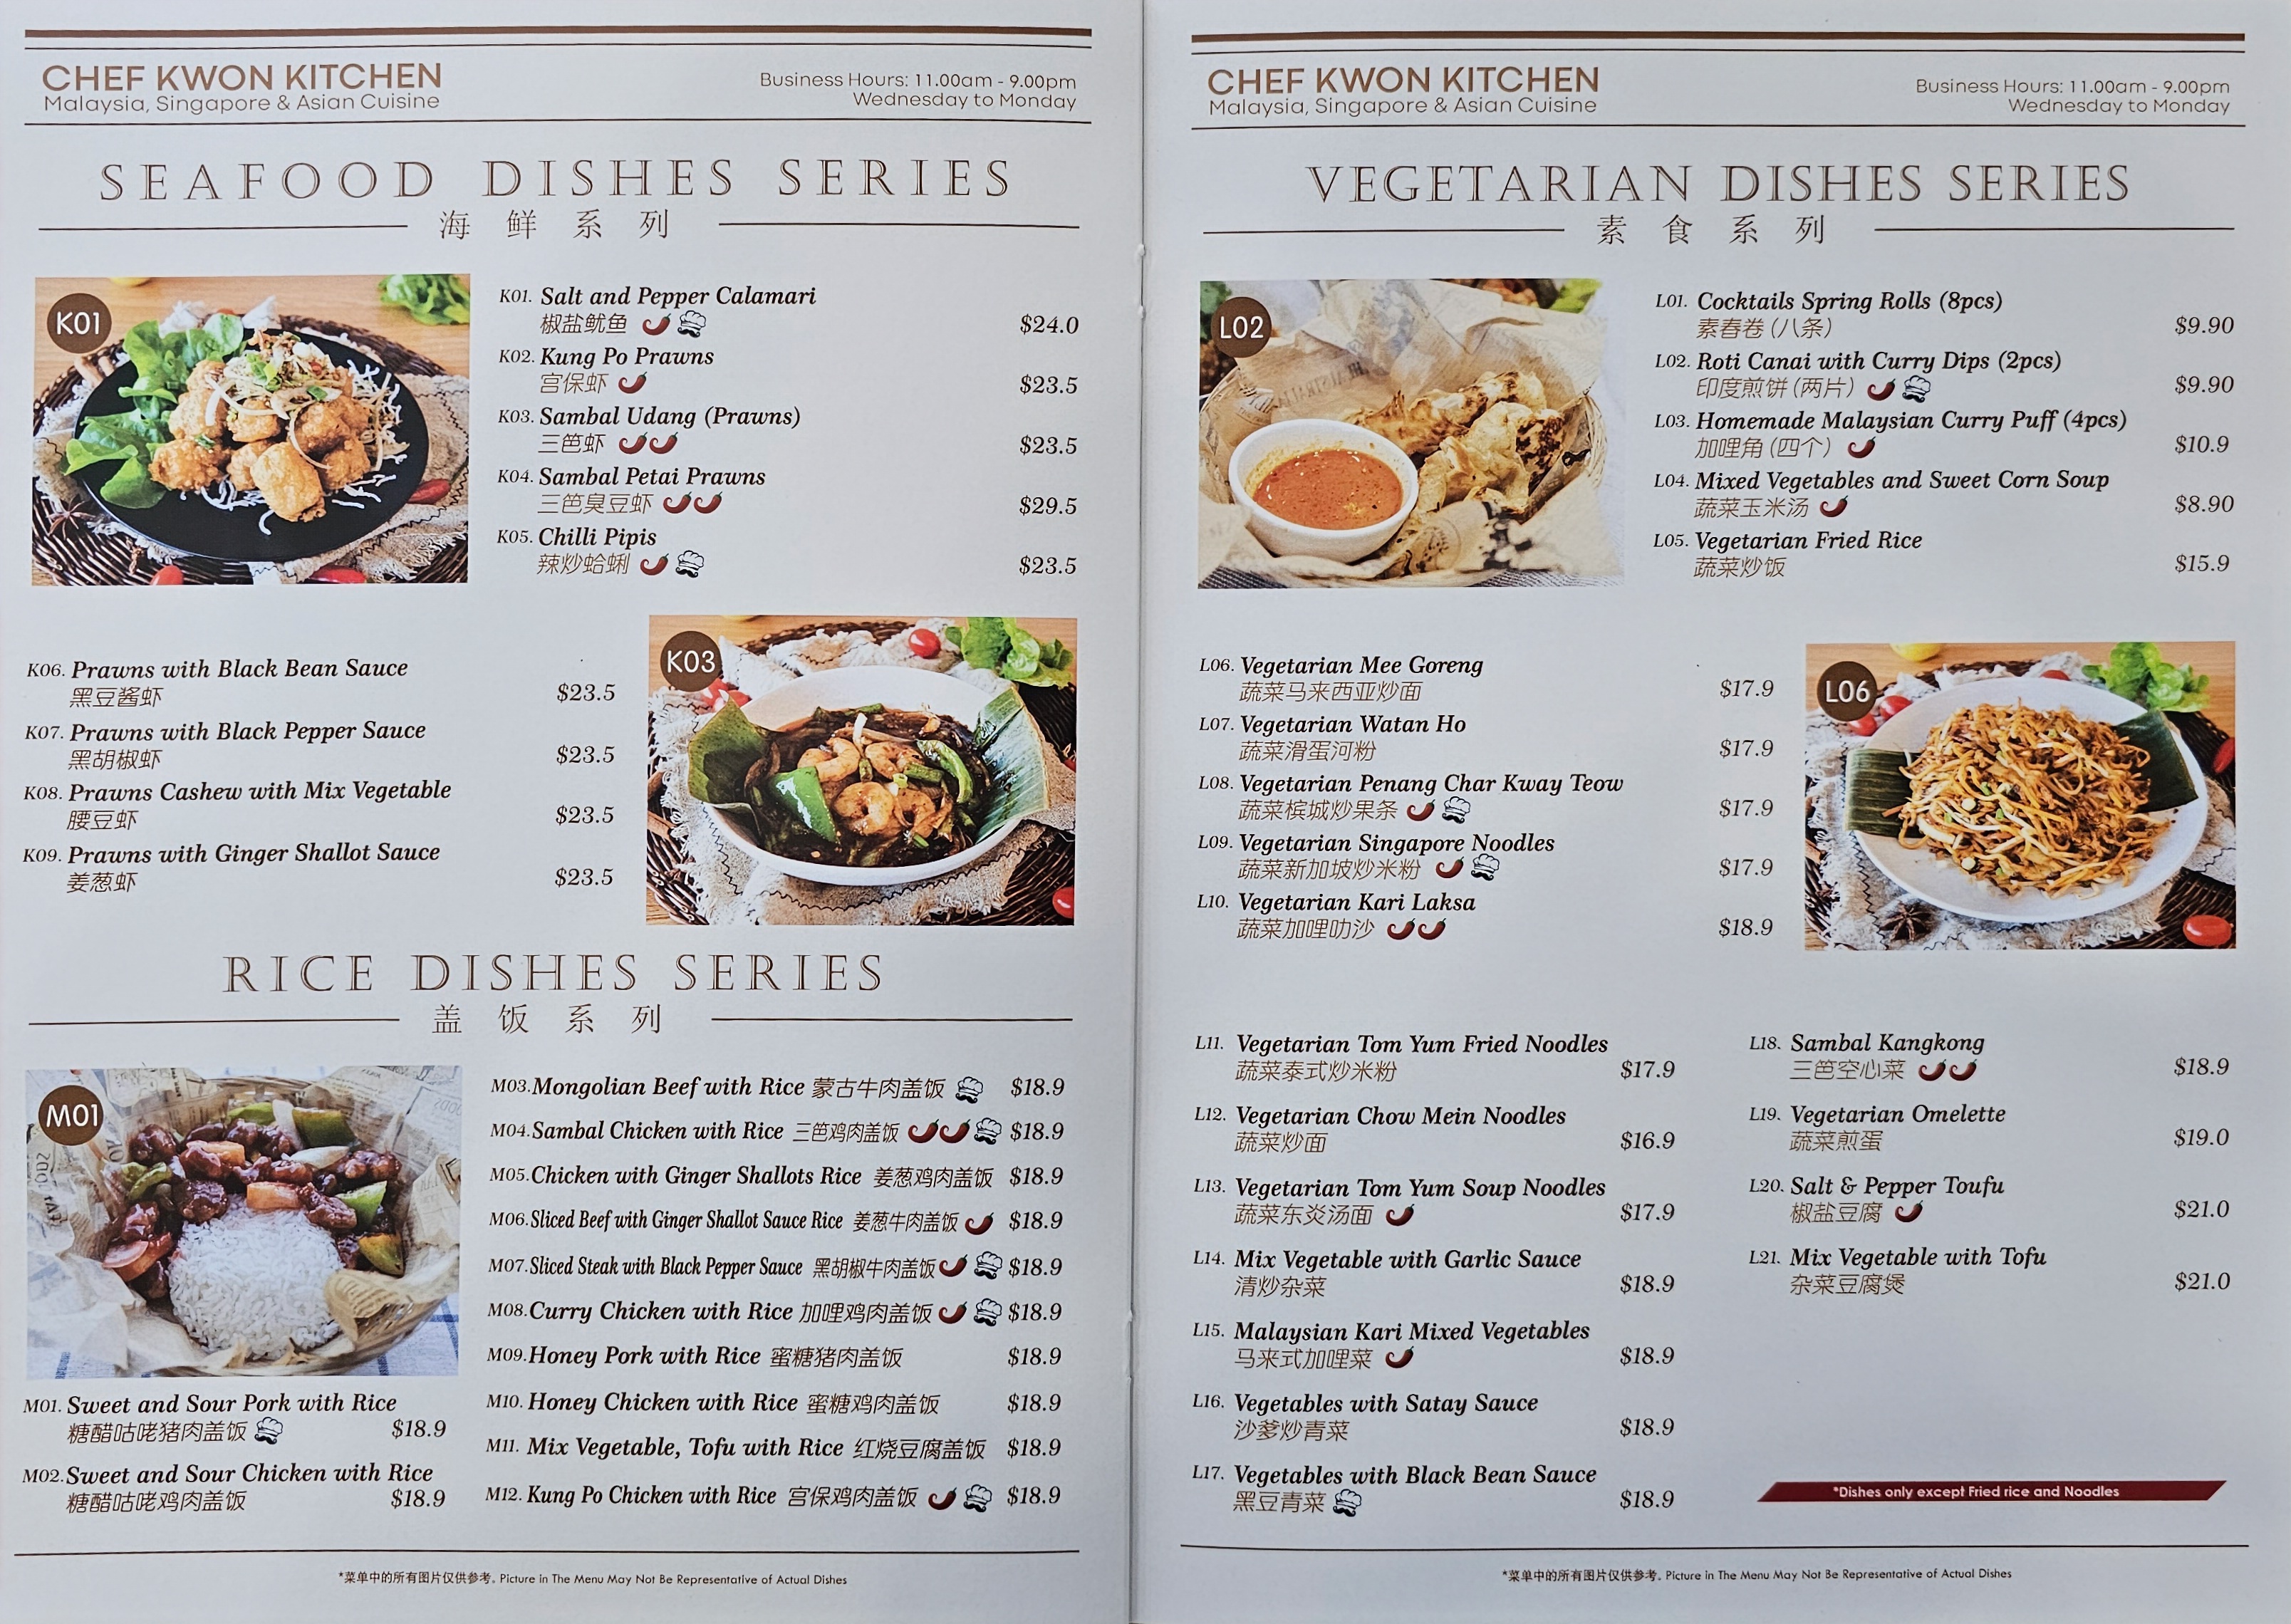 CHEF KWON KITCHEN
Malaysia, Singapore & Asian Cuisine
Business Hours: 11.00am - 9.00pm
Wednesday to Monday
SEAFOOD DISHES SERIES
海鲜系列
K01
K01. Salt and Pepper Calamari
椒盐鱿鱼 $24.0
K02. Kung Po Prawns
宫保虾 $23.5
K03. Sambal Udang (Prawns)
三笆虾 $23.5
K04. Sambal Petai Prawns
三笆臭豆虾 $29.5
K05. Chilli Pipis
辣炒蛤蜊 $23.5
K06. Prawns with Black Bean Sauce
黑豆酱虾 $23.5
K07. Prawns with Black Pepper Sauce
黑胡椒虾 $23.5
K08. Prawns Cashew with Mix Vegetable
腰豆虾 $23.5
K09. Prawns with Ginger Shallot Sauce
姜葱虾 $23.5
K03
RICE DISHES SERIES
盖饭系列
M01
M01. Sweet and Sour Pork with Rice
糖醋咕咾猪肉盖饭 $18.9
M02. Sweet and Sour Chicken with Rice
糖醋咕咾鸡肉盖饭 $18.9
M03. Mongolian Beef with Rice 蒙古牛肉盖饭 $18.9
M04. Sambal Chicken with Rice 三笆鸡肉盖饭 $18.9
M05. Chicken with Ginger Shallots Rice 姜葱鸡肉盖饭 $18.9
M06. Sliced Beef with Ginger Shallot Sauce Rice 姜葱牛肉盖饭 $18.9
M07. Sliced Steak with Black Pepper Sauce 黑胡椒牛肉盖饭 $18.9
M08. Curry Chicken with Rice 加哩鸡肉盖饭 $18.9
M09. Honey Pork with Rice 蜜糖猪肉盖饭 $18.9
M10. Honey Chicken with Rice 蜜糖鸡肉盖饭 $18.9
M11. Mix Vegetable, Tofu with Rice 红烧豆腐盖饭 $18.9
M12. Kung Po Chicken with Rice 宫保鸡肉盖饭 $18.9
*菜单中的所有图片仅供参考。Picture in The Menu May Not Be Representative of Actual Dishes
CHEF KWON KITCHEN
Malaysia, Singapore & Asian Cuisine
Business Hours: 11.00am - 9.00pm
Wednesday to Monday
VEGETARIAN DISHES SERIES
素食系列
L02
L01. Cocktails Spring Rolls (8pcs)
素春卷 (八条) $9.90
L02. Roti Canai with Curry Dips (2pcs)
印度煎饼 (两片) $9.90
L03. Homemade Malaysian Curry Puff (4pcs)
加哩角 (四个) $10.9
L04. Mixed Vegetables and Sweet Corn Soup
蔬菜玉米汤 $8.90
L05. Vegetarian Fried Rice
蔬菜炒饭 $15.9
L06. Vegetarian Mee Goreng
蔬菜马来西亚炒面 $17.9
L07. Vegetarian Watan Ho
蔬菜滑蛋河粉 $17.9
L08. Vegetarian Penang Char Kway Teow
蔬菜槟城炒果条 $17.9
L09. Vegetarian Singapore Noodles
蔬菜新加坡炒米粉 $17.9
L10. Vegetarian Kari Laksa
蔬菜加哩叻沙 $18.9
L06
L11. Vegetarian Tom Yum Fried Noodles
蔬菜泰式炒米粉 $17.9
L12. Vegetarian Chow Mein Noodles
蔬菜炒面 $16.9
L13. Vegetarian Tom Yum Soup Noodles
蔬菜东炎汤面 $17.9
L14. Mix Vegetable with Garlic Sauce
清炒杂菜 $18.9
L15. Malaysian Kari Mixed Vegetables
马来式加哩菜 $18.9
L16. Vegetables with Satay Sauce
沙爹炒青菜 $18.9
L17. Vegetables with Black Bean Sauce
黑豆青菜 $18.9
L18. Sambal Kangkong
三笆空心菜 $18.9
L19. Vegetarian Omelette
蔬菜煎蛋 $19.0
L20. Salt & Pepper Toufu
椒盐豆腐 $21.0
L21. Mix Vegetable with Tofu
杂菜豆腐煲 $21.0
*Dishes only except Fried rice and Noodles
*菜单中的所有图片仅供参考。Picture in The Menu May Not Be Representative of Actual Dishes